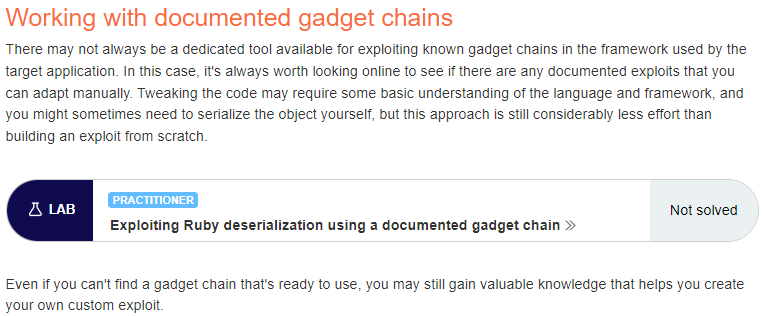 Working with documented gadget chains
There may not always be a dedicated tool available for exploiting known gadget chains in the framework used by the
target application. In this case, it's always worth looking online to see if there are any documented exploits that you
can adapt manually. Tweaking the code may require some basic understanding of the language and framework, and
you might sometimes need to serialize the object yourself, but this approach is still considerably less effort than
building an exploit from scratch.
LAB
PRACTITIONER
Exploiting Ruby deserialization using a documented gadget chain »
Not solved
Even if you can't find a gadget chain that's ready to use, you may still gain valuable knowledge that helps you create
your own custom exploit.